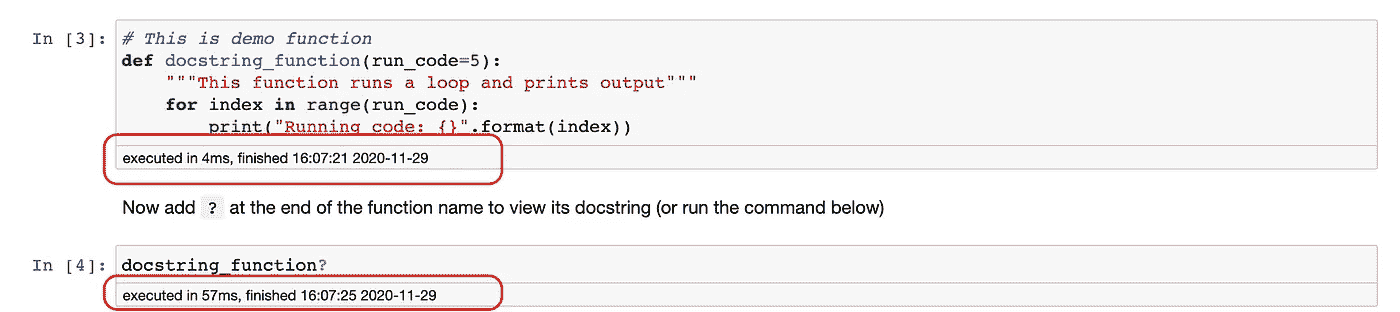 In [3]: # This is demo function
def docstring_function(run_code=5):
    """This function runs a loop and prints output"""
    for index in range(run_code):
        print("Running code: {}".format(index))
executed in 4ms, finished 16:07:21 2020-11-29
Now add ? at the end of the function name to view its docstring (or run the command below)
In [4]: docstring_function?
executed in 57ms, finished 16:07:25 2020-11-29